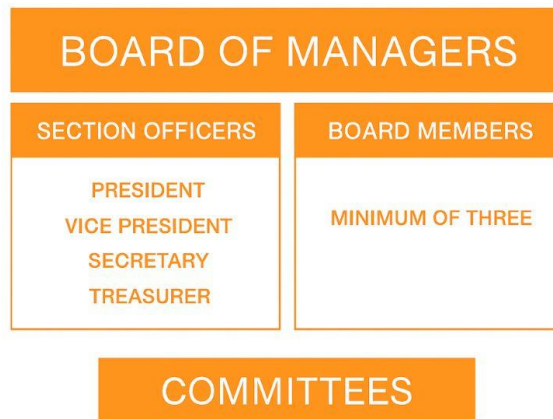 BOARD OF MANAGERS
SECTION OFFICERS
PRESIDENT
VICE PRESIDENT
SECRETARY
TREASURER
BOARD MEMBERS
MINIMUM OF THREE
COMMITTEES